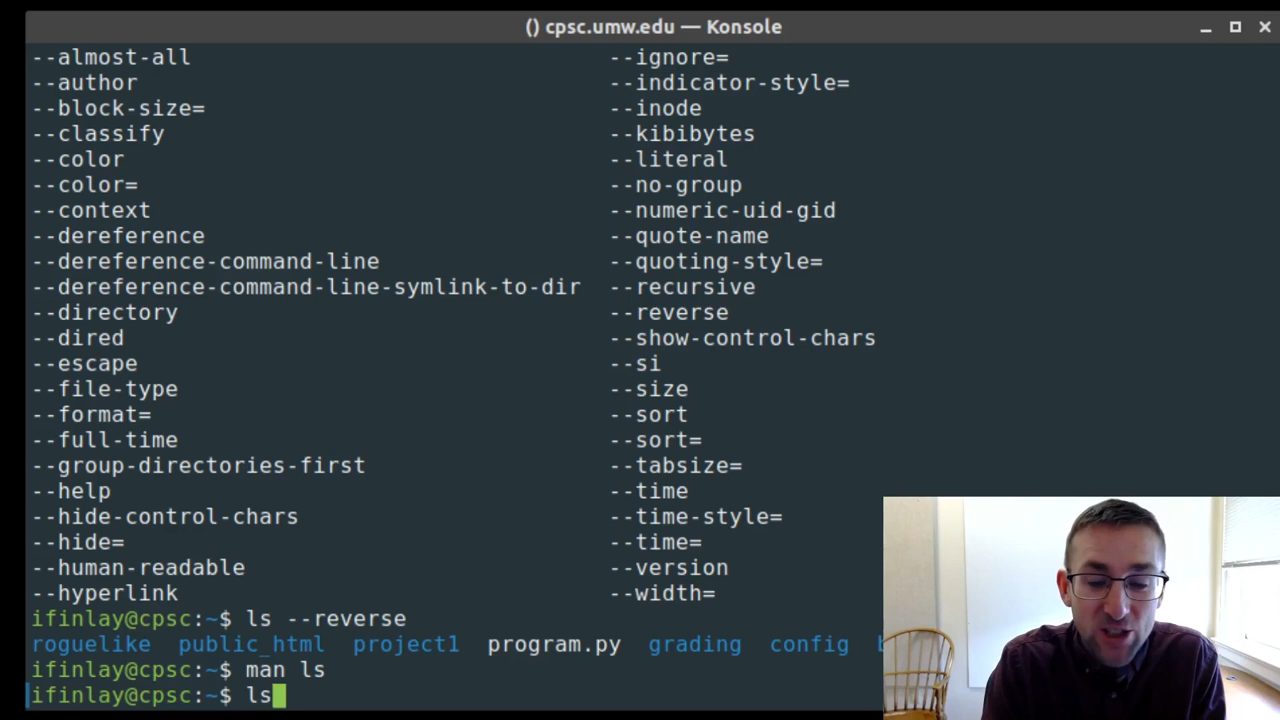 () cpsc.umw.edu — Konsole
--almost-all --ignore=
--author --indicator-style=
--block-size= --inode
--classify --kibibytes
--color --literal
--color= --no-group
--context --numeric-uid-gid
--dereference --quote-name
--dereference-command-line --quoting-style=
--dereference-command-line-symlink-to-dir --recursive
--directory --reverse
--dired --show-control-chars
--escape --si
--file-type --size
--format= --sort
--full-time --sort=
--group-directories-first --tabsize=
--help --time
--hide-control-chars --time-style=
--hide= --time=
--human-readable --version
--hyperlink --width=
ifinlay@cpsc:~$ ls --reverse
roguelike public_html project1 program.py grading config
ifinlay@cpsc:~$ man ls
ifinlay@cpsc:~$ ls